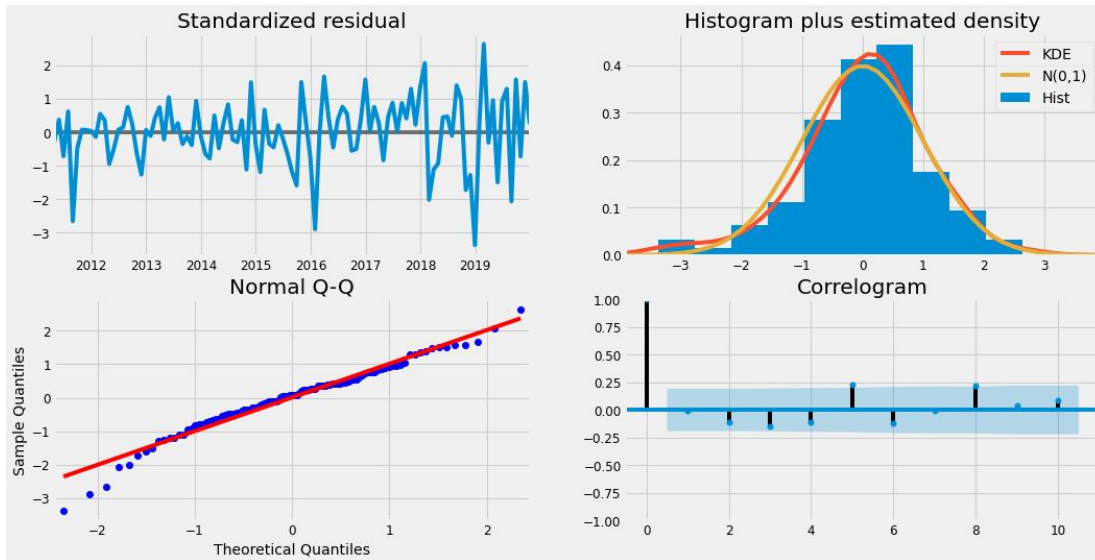 Standardized residual
2
1
0
−1
−2
−3
2012 2013 2014 2015 2016 2017 2018 2019
Histogram plus estimated density
0.4
0.3
0.2
0.1
0.0
−3 −2 −1 0 1 2 3
KDE
N(0,1)
Hist
Normal Q-Q
Sample Quantiles
2
1
0
−1
−2
−3
−2 −1 0 1 2
Theoretical Quantiles
Correlogram
1.00
0.75
0.50
0.25
0.00
−0.25
−0.50
−0.75
−1.00
0 2 4 6 8 10